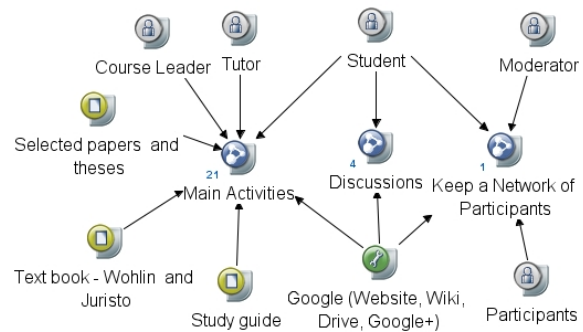 Course Leader
Tutor
Student
Moderator
Selected papers and
theses
21
Main Activities
4
Discussions
1
Keep a Network of
Participants
Text book - Wohlin and
Juristo
Study guide
Google (Website, Wiki,
Drive, Google+)
Participants